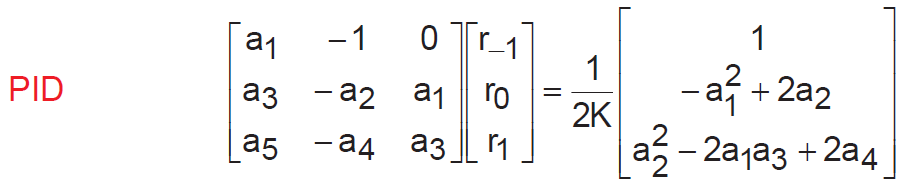 PID
a₁ −1 0 r₋₁ 1
a₃ −a₂ a₁ r₀ = 1/2K −a₁² + 2a₂
a₅ −a₄ a₃ r₁ a₂² − 2a₁a₃ + 2a₄